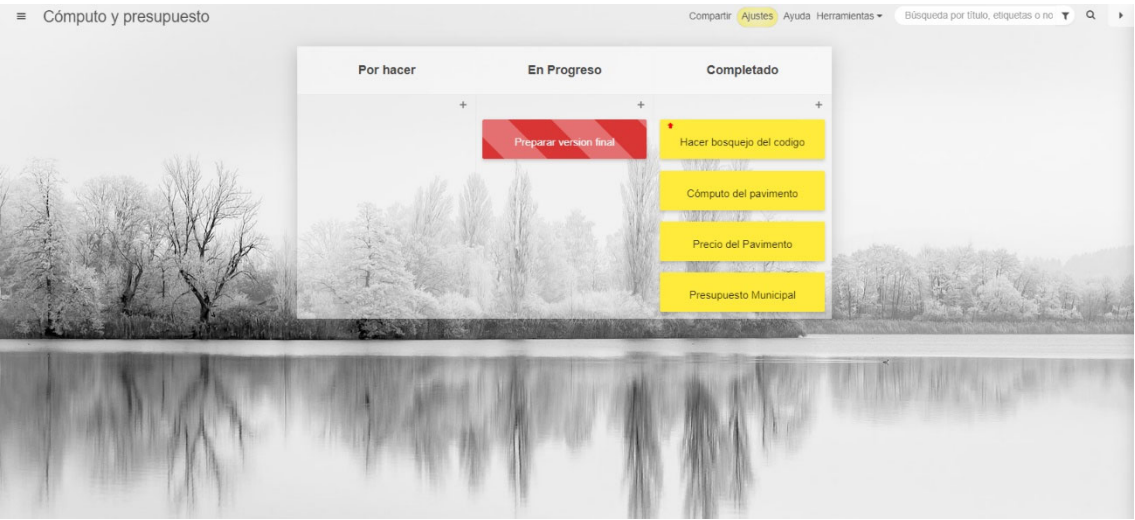 Cómputo y presupuesto
Compartir Ajustes Ayuda Herramientas
Búsqueda por título, etiquetas o no
Por hacer
En Progreso
Completado
+
+
+
Preparar version final
Hacer bosquejo del codigo
Cómputo del pavimento
Precio del Pavimento
Presupuesto Municipal